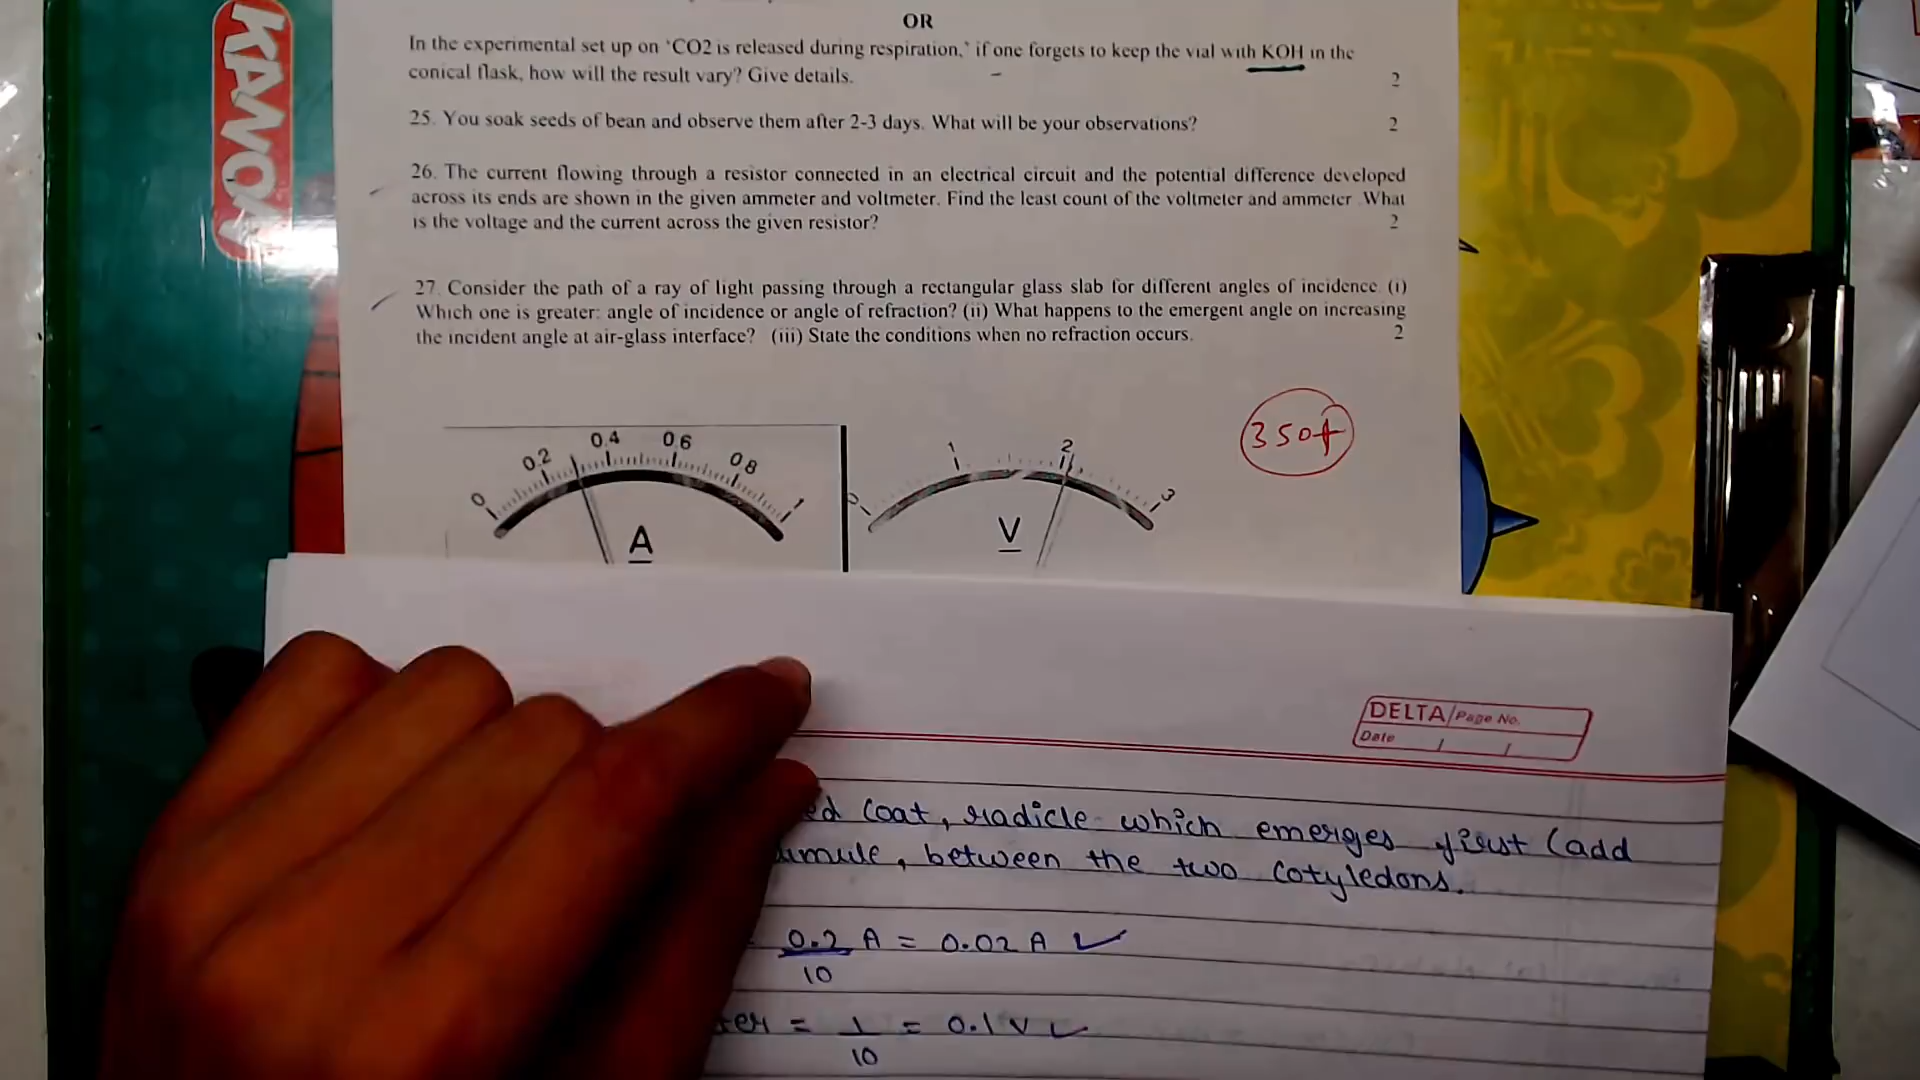 KANO
OR
In the experimental set up on 'CO2 is released during respiration,' if one forgets to keep the vial with KOH in the
conical flask, how will the result vary? Give details. 2
25. You soak seeds of bean and observe them after 2-3 days. What will be your observations? 2
26. The current flowing through a resistor connected in an electrical circuit and the potential difference developed
across its ends are shown in the given ammeter and voltmeter. Find the least count of the voltmeter and ammeter. What
is the voltage and the current across the given resistor? 2
27. Consider the path of a ray of light passing through a rectangular glass slab for different angles of incidence. (i)
Which one is greater: angle of incidence or angle of refraction? (ii) What happens to the emergent angle on increasing
the incident angle at air-glass interface? (iii) State the conditions when no refraction occurs. 2
0 0.2 0.4 0.6 0.8 1
A
0 1 2 3
V
350f
DELTA Page No.
Date
ed coat, radicle which emerges first (add
umule, between the two cotyledons.
0.2/10 A = 0.02 A ✓
ter = 1/10 = 0.1 V ✓